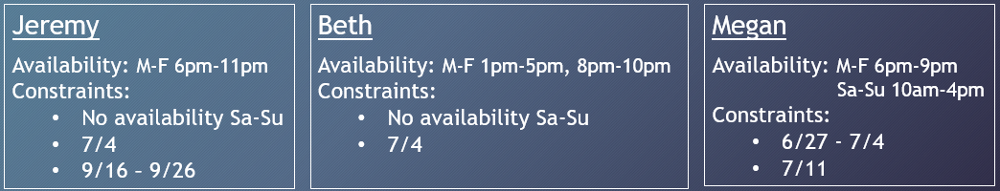 Jeremy
Availability: M-F 6pm-11pm
Constraints:
• No availability Sa-Su
• 7/4
• 9/16 – 9/26
Beth
Availability: M-F 1pm-5pm, 8pm-10pm
Constraints:
• No availability Sa-Su
• 7/4
Megan
Availability: M-F 6pm-9pm
Sa-Su 10am-4pm
Constraints:
• 6/27 - 7/4
• 7/11